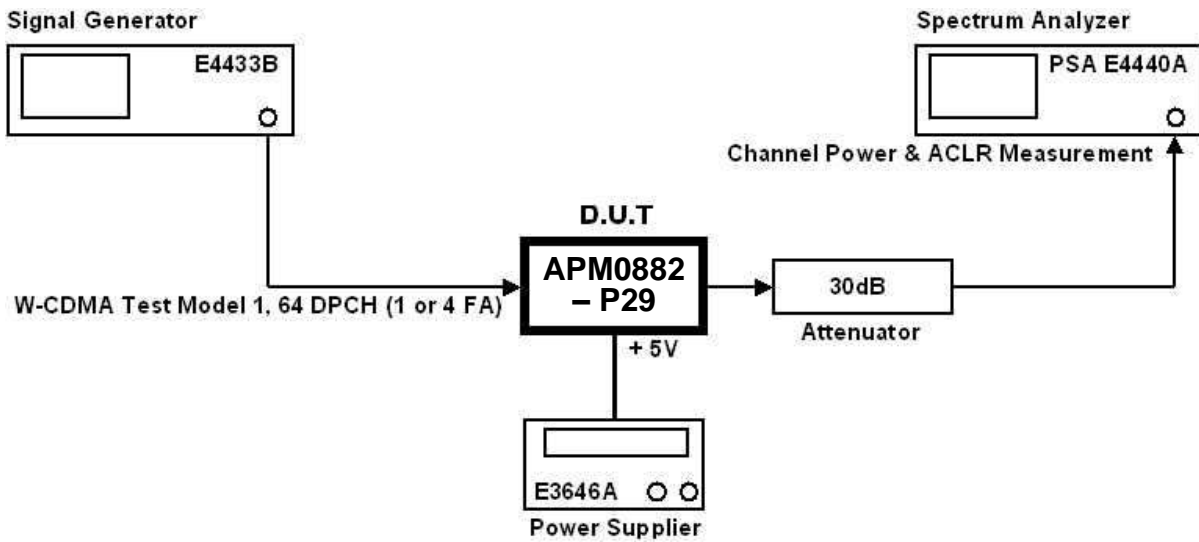 Signal Generator
E4433B
Spectrum Analyzer
PSA E4440A
Channel Power & ACLR Measurement
D.U.T
APM0882
– P29
W-CDMA Test Model 1, 64 DPCH (1 or 4 FA)
30dB
Attenuator
+ 5V
E3646A
Power Supplier